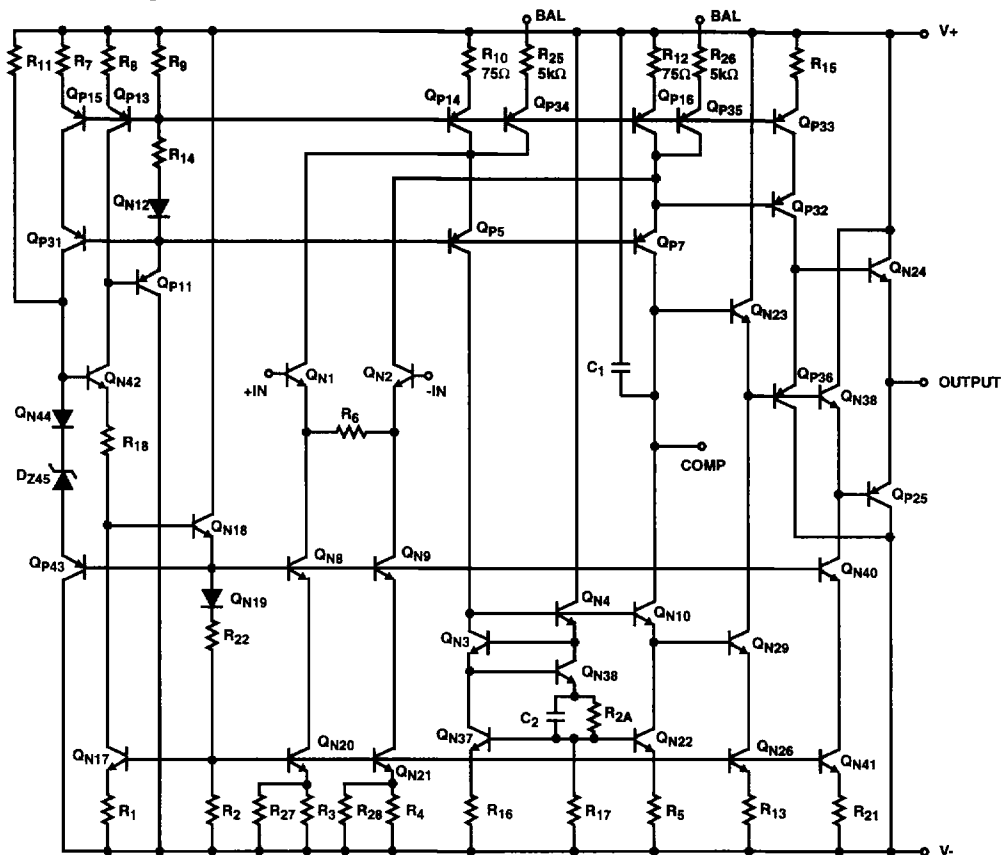 BAL
BAL
V+
R11
R7
R8
R9
R10
75Ω
R25
5kΩ
R12
75Ω
R26
5kΩ
R15
QP15
QP13
QP14
QP34
QP16
QP35
QP33
R14
QN12
QP31
QP11
QP5
QP7
QP32
QN24
QN23
QN42
+IN
QN1
QN2
-IN
C1
QP36
QN38
OUTPUT
QN44
R18
R6
COMP
DZ45
QP25
QN18
QP43
QN8
QN9
QN40
QN19
R22
QN4
QN10
QN3
QN29
QN38
C2
R2A
QN17
QN20
QN21
QN37
QN22
QN26
QN41
R1
R2
R27
R3
R28
R4
R16
R17
R5
R13
R21
V-